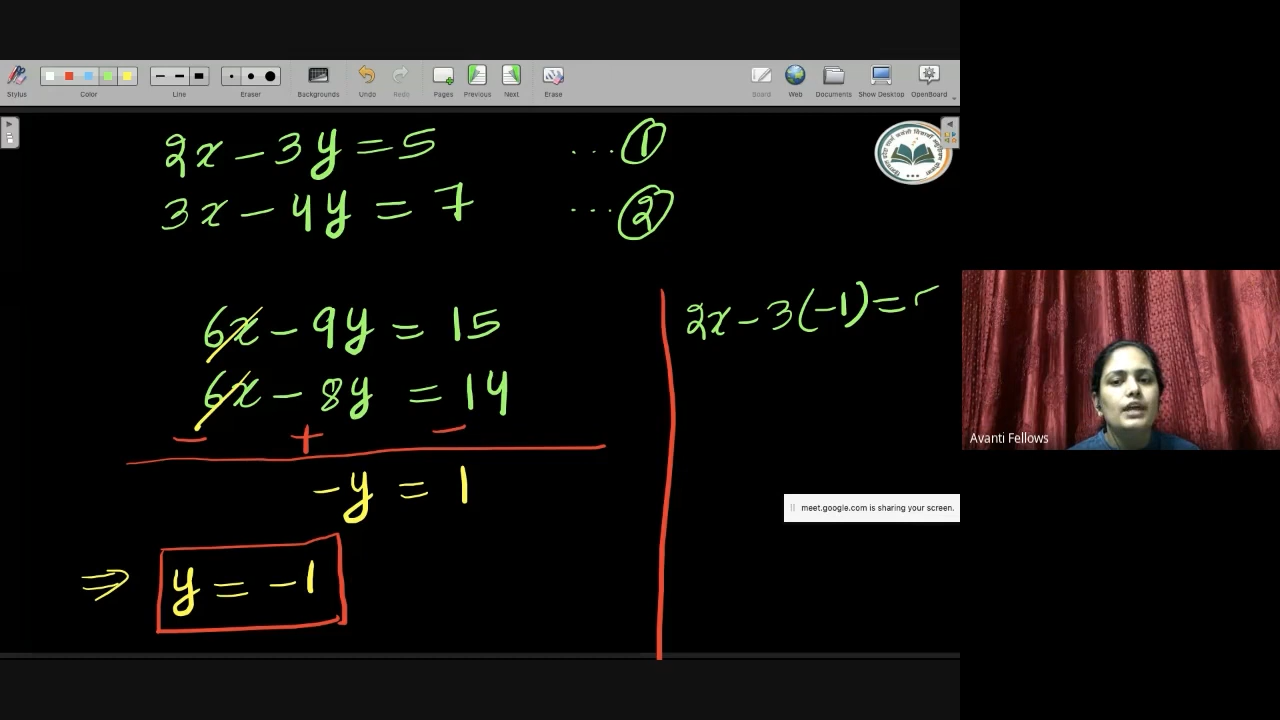 Stylus Color Line Eraser Backgrounds Undo Redo Pages Previous Next Erase Board Web Documents Show Desktop OpenBoard
2x - 3y = 5 ... ①
3x - 4y = 7 ... ②
6x - 9y = 15
6x - 8y = 14
- + -
-y = 1
⇒ y = -1
2x - 3(-1) =
Avanti Fellows
meet.google.com is sharing your screen.